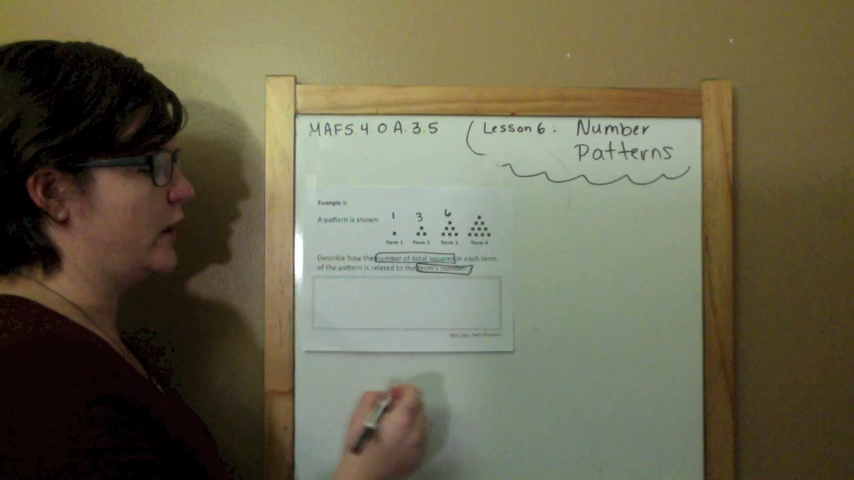 MAFS.4.OA.3.5
Lesson 6: Number
Patterns
A pattern is shown. 1 3 6
Term 1 Term 2 Term 3 Term 4
Describe how the number of total squares in each term
of the pattern is related to the term's number.